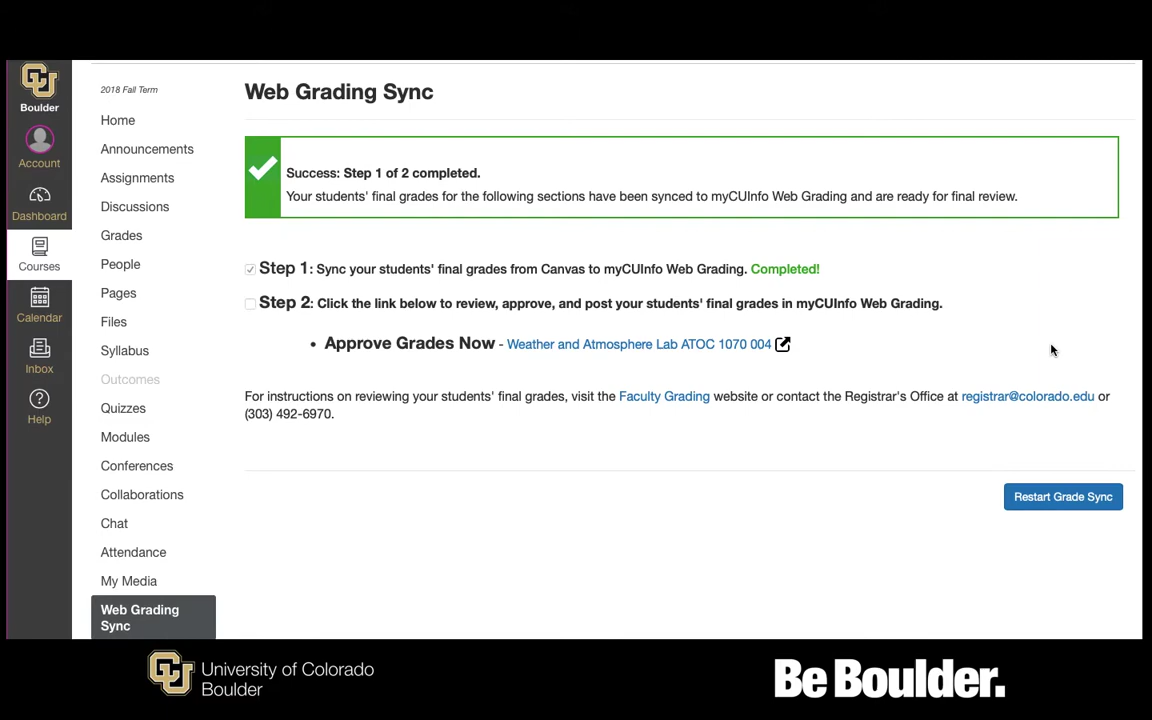 CU
Boulder
Account
Dashboard
Courses
Calendar
Inbox
Help
2018 Fall Term
Home
Announcements
Assignments
Discussions
Grades
People
Pages
Files
Syllabus
Outcomes
Quizzes
Modules
Conferences
Collaborations
Chat
Attendance
My Media
Web Grading
Sync
Web Grading Sync
Success: Step 1 of 2 completed.
Your students' final grades for the following sections have been synced to myCUInfo Web Grading and are ready for final review.
Step 1: Sync your students' final grades from Canvas to myCUInfo Web Grading. Completed!
Step 2: Click the link below to review, approve, and post your students' final grades in myCUInfo Web Grading.
• Approve Grades Now - Weather and Atmosphere Lab ATOC 1070 004
For instructions on reviewing your students' final grades, visit the Faculty Grading website or contact the Registrar's Office at registrar@colorado.edu or
(303) 492-6970.
Restart Grade Sync
CU
University of Colorado
Boulder
Be Boulder.